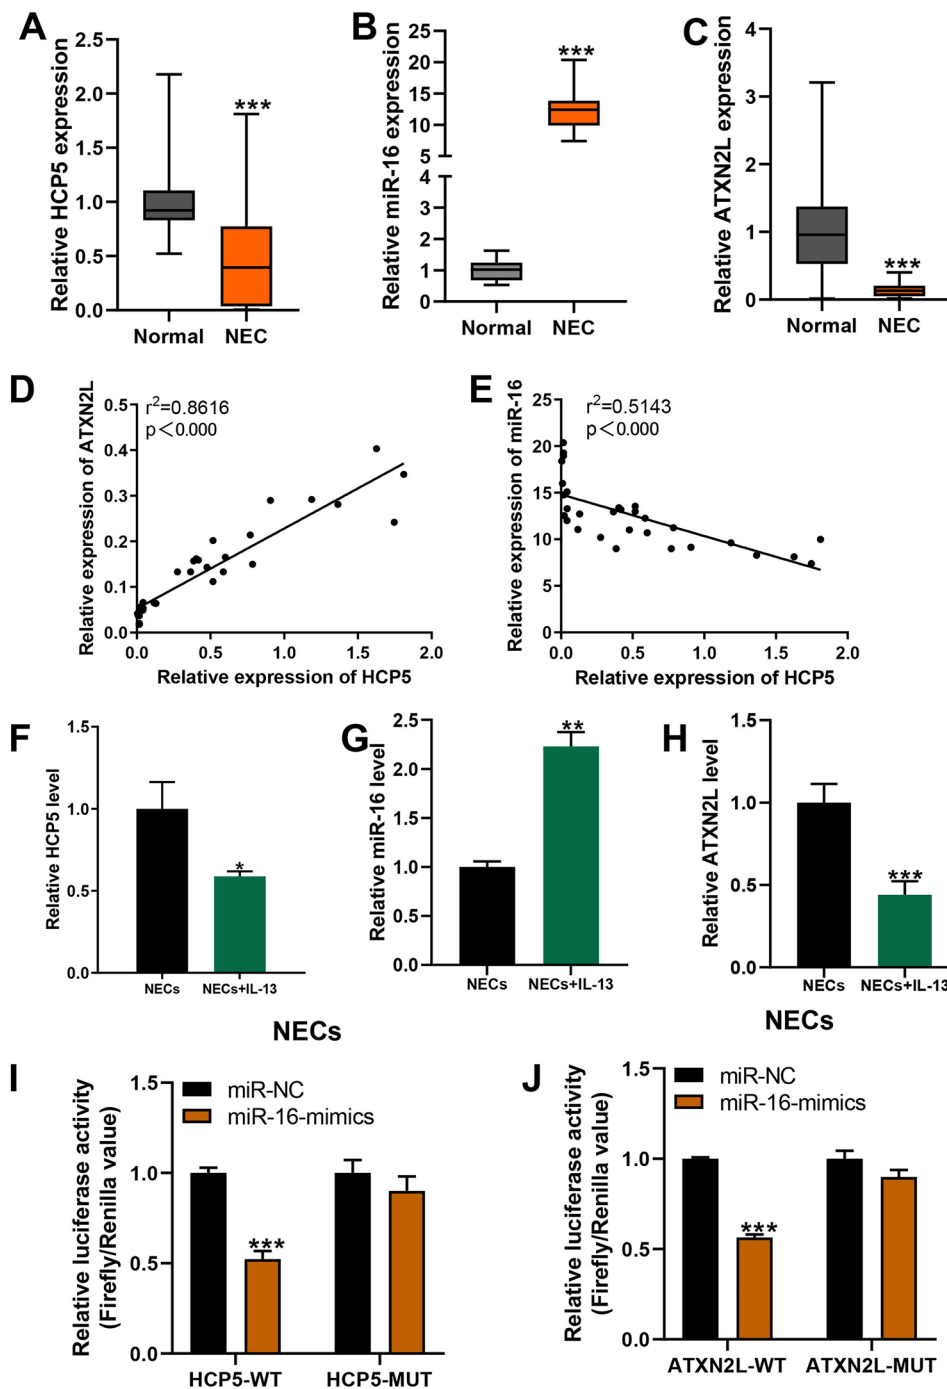 A
Relative HCP5 expression
2.5
2.0
1.5
1.0
0.5
0.0
***
Normal
NEC
B
Relative miR-16 expression
25
20
15
10
5
4
3
2
1
0
***
Normal
NEC
C
Relative ATXN2L expression
4
3
2
1
0
***
Normal
NEC
D
Relative expression of ATXN2L
r²=0.8616
p<0.000
0.5
0.4
0.3
0.2
0.1
0.0
0.0 0.5 1.0 1.5 2.0
Relative expression of HCP5
E
Relative expression of miR-16
r²=0.5143
p<0.000
25
20
15
10
5
0
0.0 0.5 1.0 1.5 2.0
Relative expression of HCP5
F
Relative HCP5 level
1.5
1.0
0.5
0.0
*
NECs
NECs+IL-13
G
Relative miR-16 level
2.5
2.0
1.5
1.0
0.5
0.0
**
NECs
NECs+IL-13
H
Relative ATXN2L level
1.5
1.0
0.5
0.0
***
NECs
NECs+IL-13
I
NECs
Relative luciferase activity
(Firefly/Renilla value)
1.5
1.0
0.5
0.0
miR-NC
miR-16-mimics
***
HCP5-WT
HCP5-MUT
J
NECs
Relative luciferase activity
(Firefly/Renilla value)
1.5
1.0
0.5
0.0
miR-NC
miR-16-mimics
***
ATXN2L-WT
ATXN2L-MUT